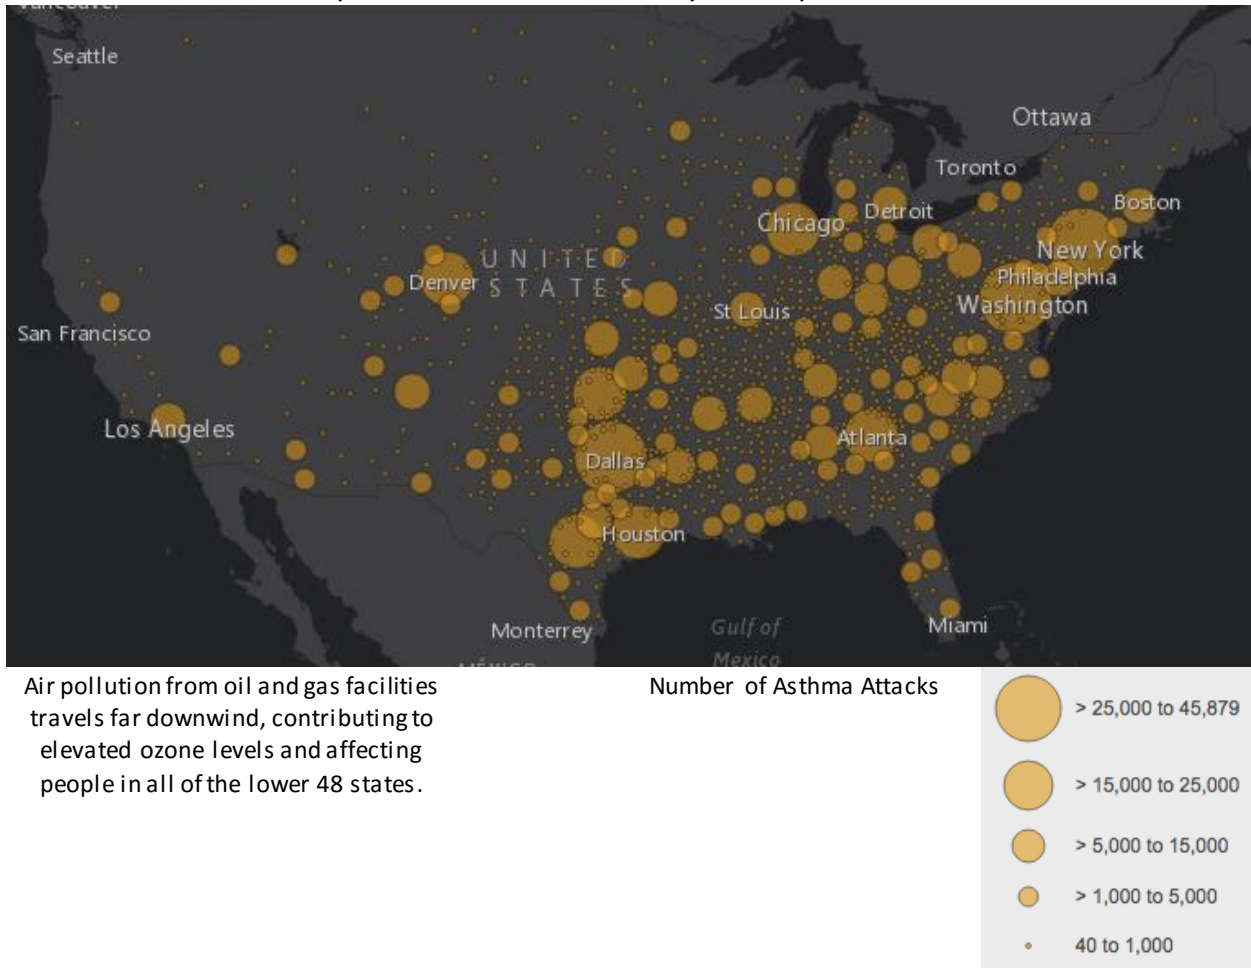 Vancouver
Seattle
Ottawa
Toronto
Boston
Chicago
Detroit
New York
UNITED
STATES
Denver
Philadelphia
Washington
St Louis
San Francisco
Los Angeles
Atlanta
Dallas
Houston
Monterrey
Gulf of
Mexico
Miami
MÉXICO
Air pollution from oil and gas facilities
travels far downwind, contributing to
elevated ozone levels and affecting
people in all of the lower 48 states.
Number of Asthma Attacks
> 25,000 to 45,879
> 15,000 to 25,000
> 5,000 to 15,000
> 1,000 to 5,000
40 to 1,000